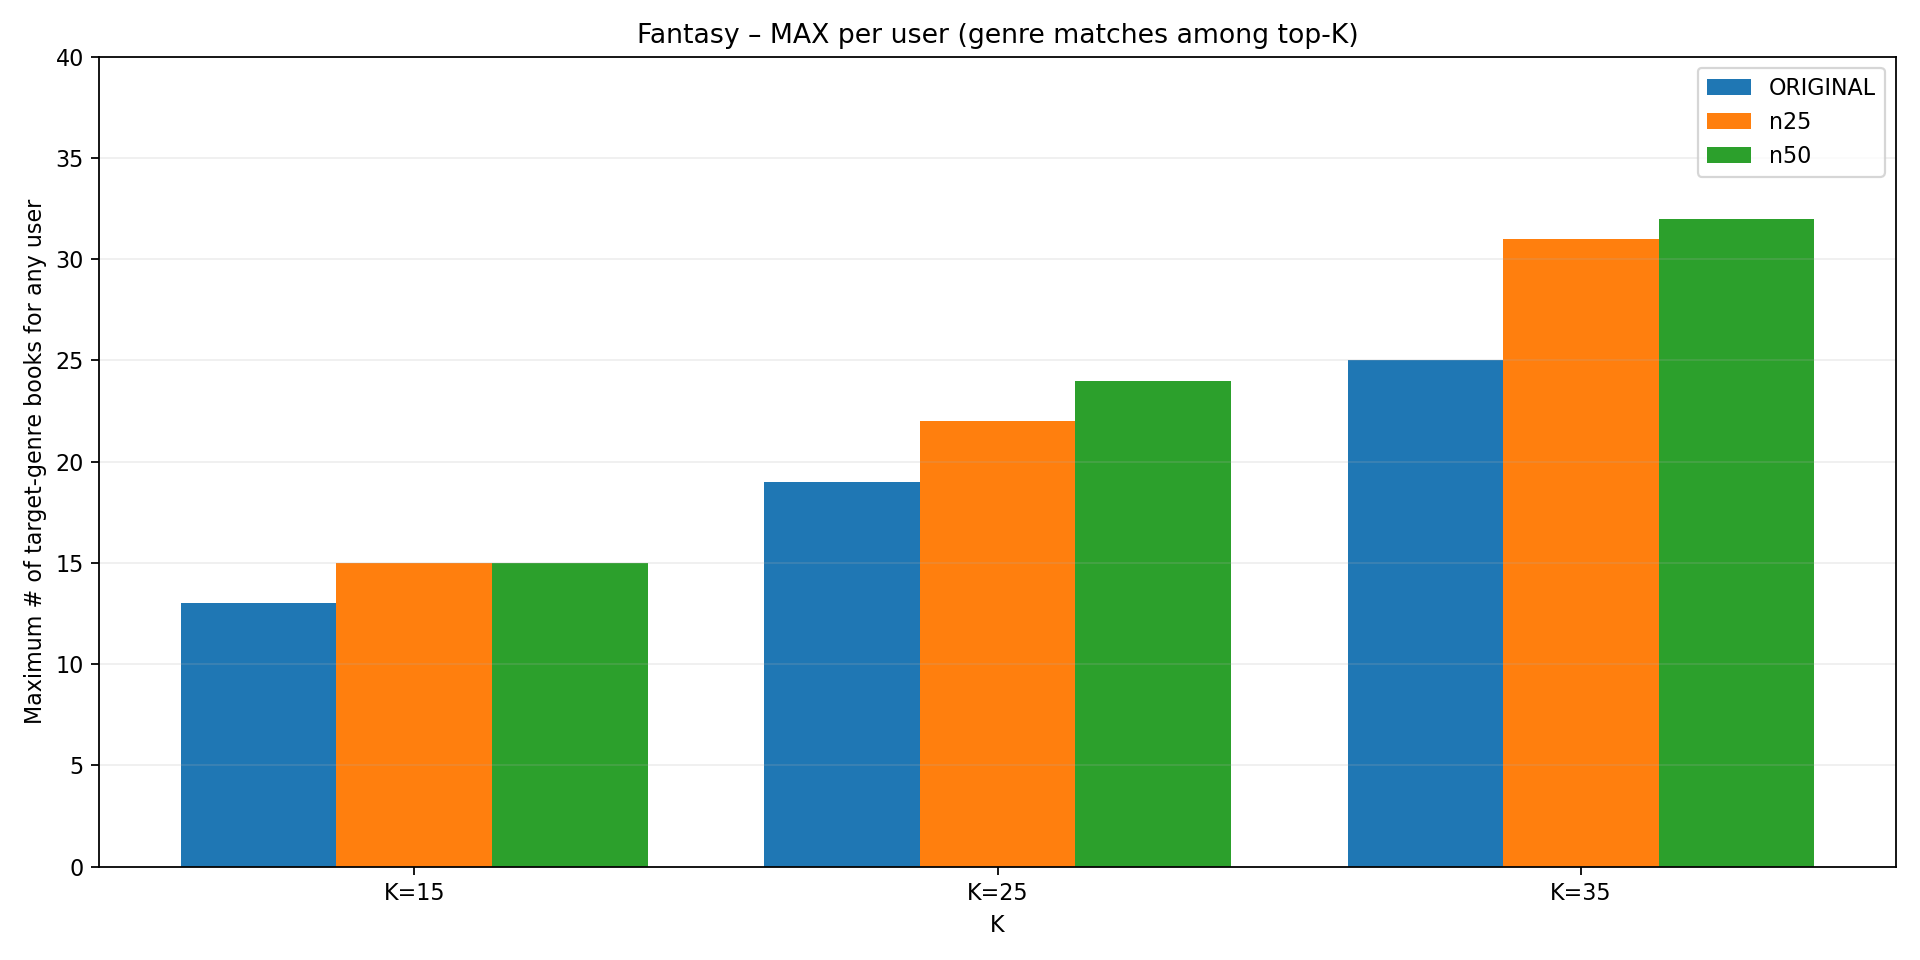 Fantasy – MAX per user (genre matches among top-K)
Maximum # of target-genre books for any user
40
35
30
25
20
15
10
5
0
ORIGINAL
n25
n50
K=15
K=25
K=35
K